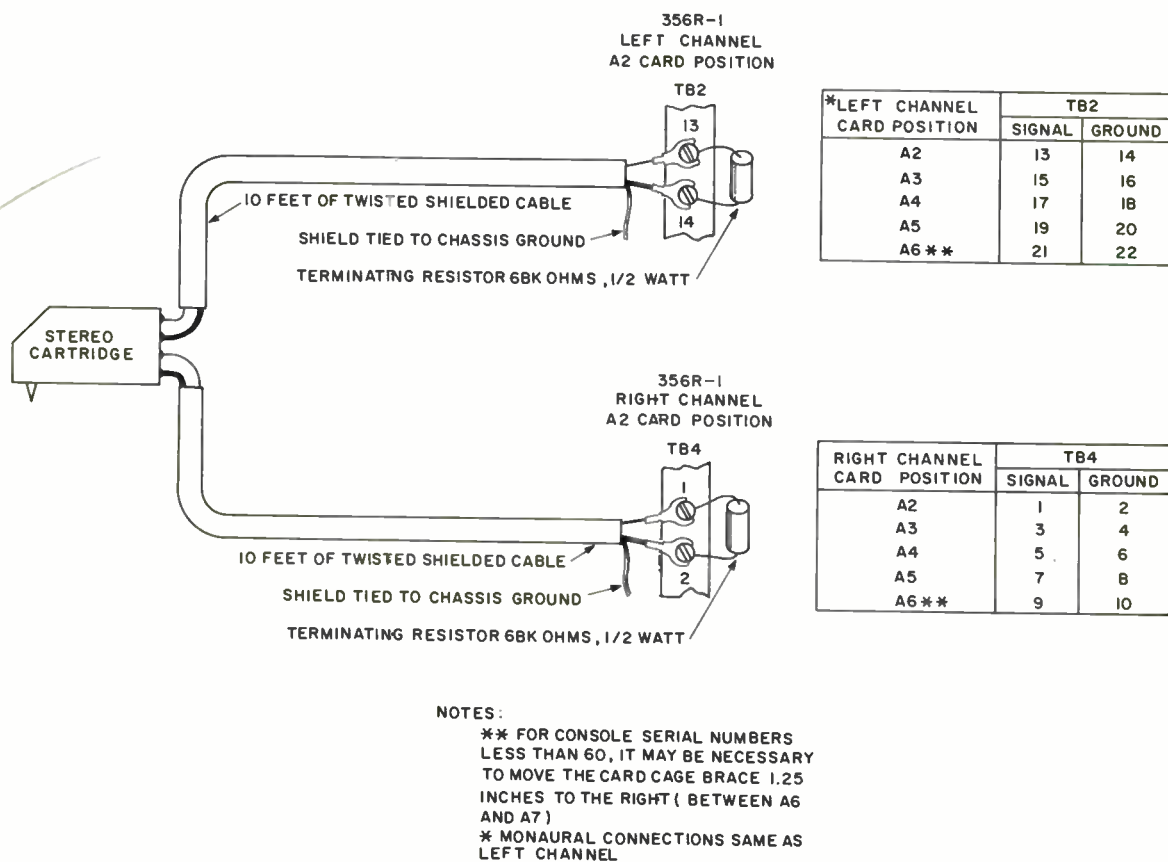 356R-1
LEFT CHANNEL
A2 CARD POSITION
TB2
13
14
10 FEET OF TWISTED SHIELDED CABLE
SHIELD TIED TO CHASSIS GROUND
TERMINATING RESISTOR 68K OHMS, 1/2 WATT
*LEFT CHANNEL
CARD POSITION
TB2
SIGNAL GROUND
A2 13 14
A3 15 16
A4 17 18
A5 19 20
A6** 21 22
STEREO
CARTRIDGE
356R-1
RIGHT CHANNEL
A2 CARD POSITION
TB4
1
2
10 FEET OF TWISTED SHIELDED CABLE
SHIELD TIED TO CHASSIS GROUND
TERMINATING RESISTOR 68K OHMS, 1/2 WATT
RIGHT CHANNEL
CARD POSITION
TB4
SIGNAL GROUND
A2 1 2
A3 3 4
A4 5 6
A5 7 8
A6** 9 10
NOTES:
** FOR CONSOLE SERIAL NUMBERS
LESS THAN 60, IT MAY BE NECESSARY
TO MOVE THE CARD CAGE BRACE 1.25
INCHES TO THE RIGHT ( BETWEEN A6
AND A7 )
* MONAURAL CONNECTIONS SAME AS
LEFT CHANNEL